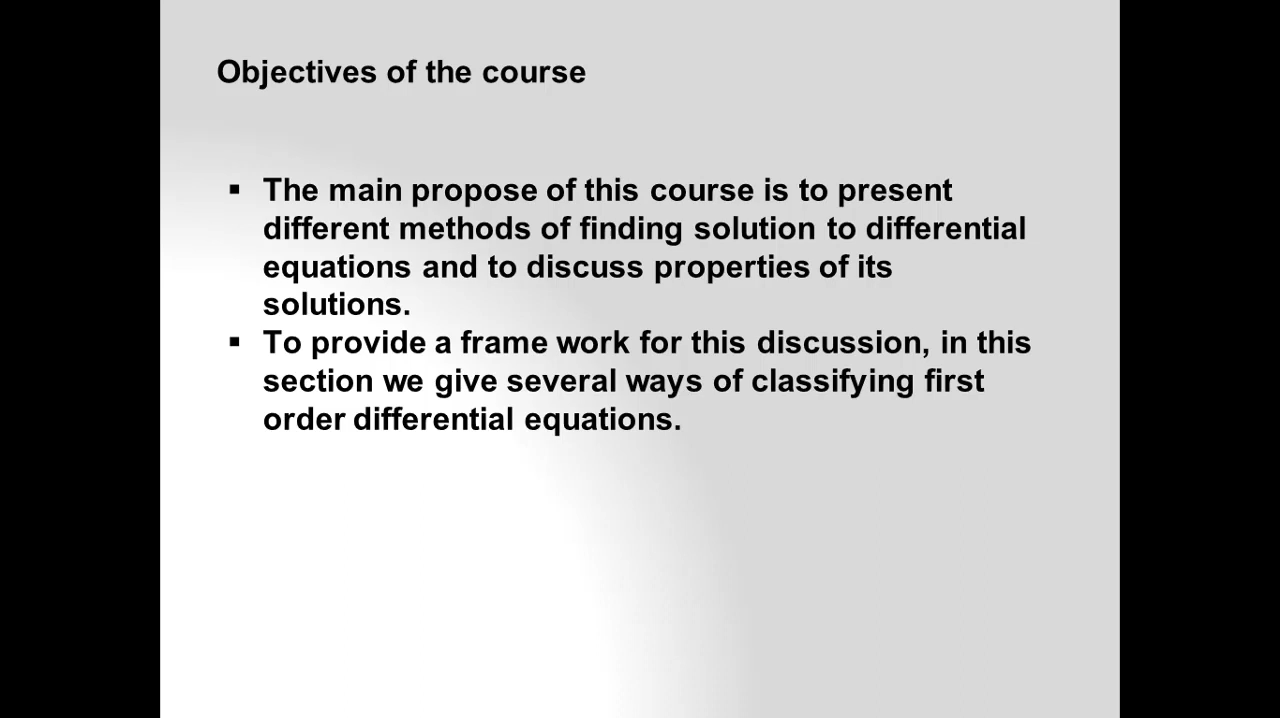 Objectives of the course
▪ The main propose of this course is to present
different methods of finding solution to differential
equations and to discuss properties of its
solutions.
▪ To provide a frame work for this discussion, in this
section we give several ways of classifying first
order differential equations.